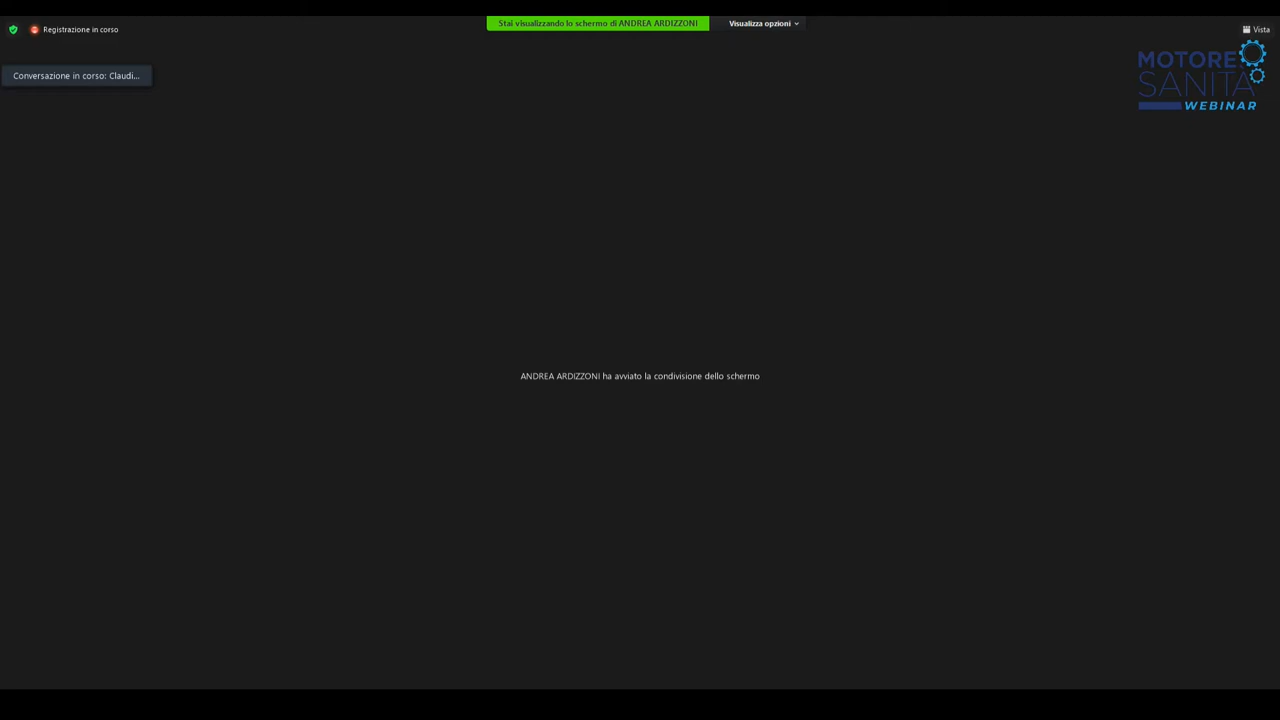 Stai visualizzando lo schermo di ANDREA ARDIZZONI
Visualizza opzioni
Registrazione in corso
Vista
Conversazione in corso: Claudi...
MOTORE
SANITÀ
WEBINAR
ANDREA ARDIZZONI ha avviato la condivisione dello schermo